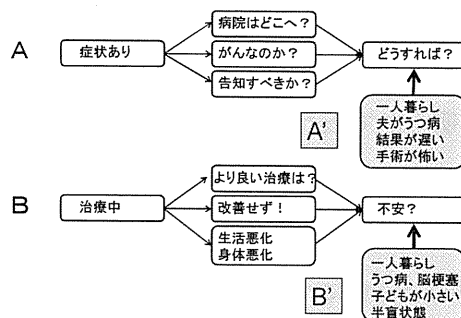 A
症状あり
病院はどこへ？
がんなのか？
告知すべきか？
どうすれば？
A'
一人暮らし
夫がうつ病
結果が遅い
手術が怖い
B
治療中
より良い治療は？
改善せず！
生活悪化
身体悪化
不安？
B'
一人暮らし
うつ病、脳梗塞
子どもが小さい
半盲状態